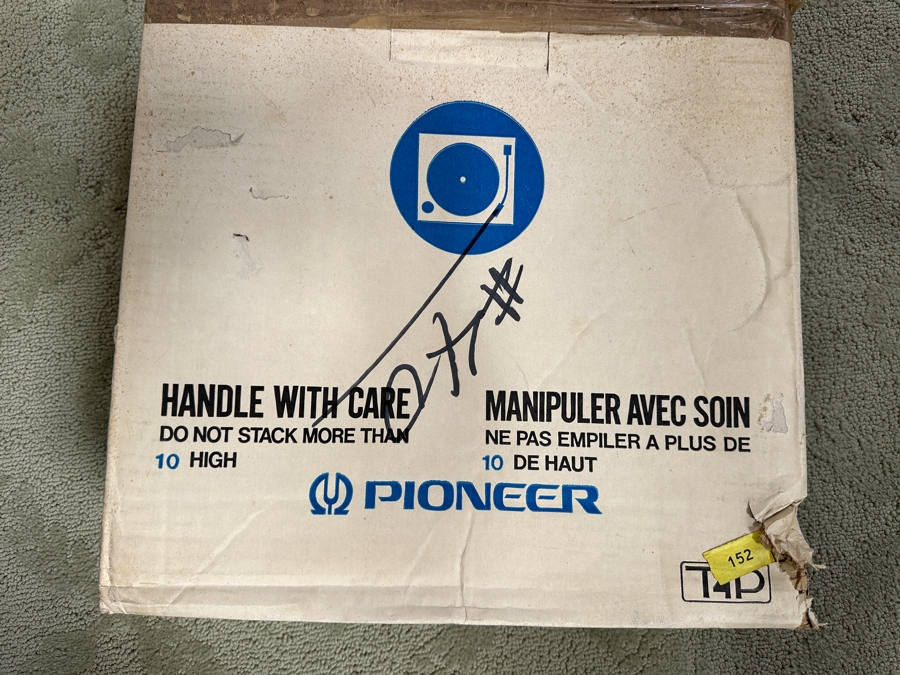 HANDLE WITH CARE
DO NOT STACK MORE THAN
10 HIGH
MANIPULER AVEC SOIN
NE PAS EMPILER A PLUS DE
10 DE HAUT
PIONEER
152